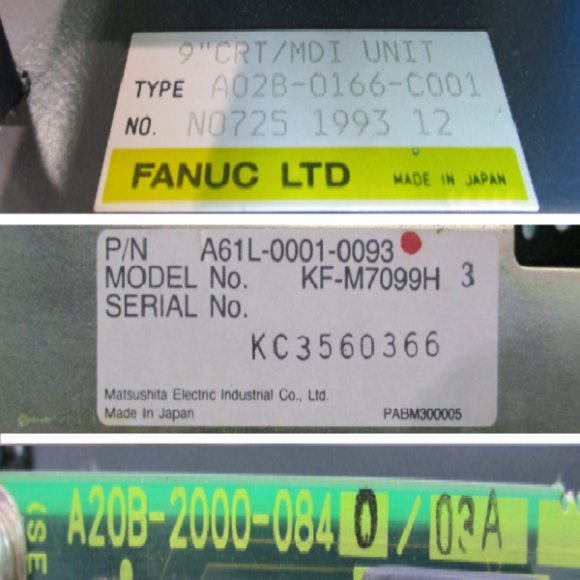 9"CRT/MDI UNIT
TYPE A02B-0166-C001
NO. N0725 1993 12
FANUC LTD MADE IN JAPAN
P/N A61L-0001-0093
MODEL No. KF-M7099H 3
SERIAL No.
KC3560366
Matsushita Electric Industrial Co., Ltd.
Made In Japan PABM300005
A20B-2000-0840/03A
(SE